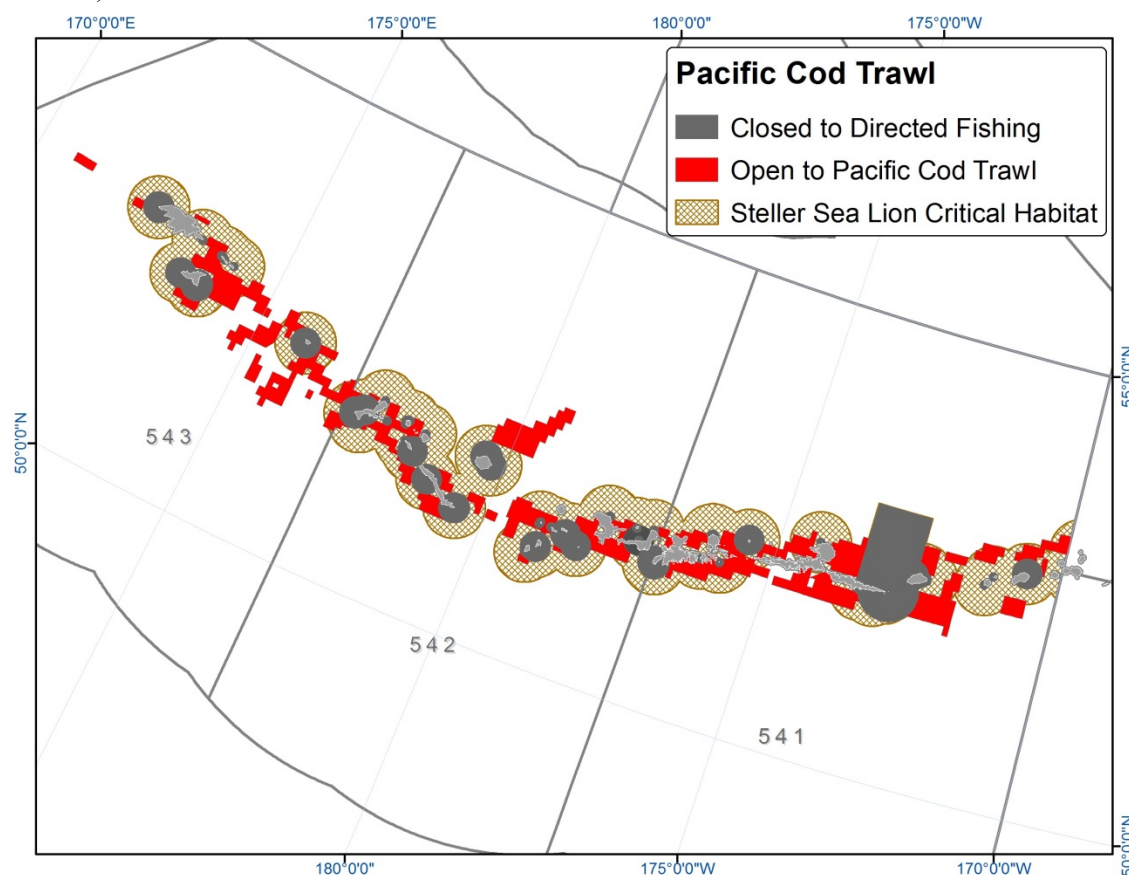 170°0'0"E
175°0'0"E
180°0'0"
175°0'0"W
Pacific Cod Trawl
Closed to Directed Fishing
Open to Pacific Cod Trawl
Steller Sea Lion Critical Habitat
55°0'0"N
50°0'0"N
543
542
541
50°0'0"N
180°0'0"
175°0'0"W
170°0'0"W